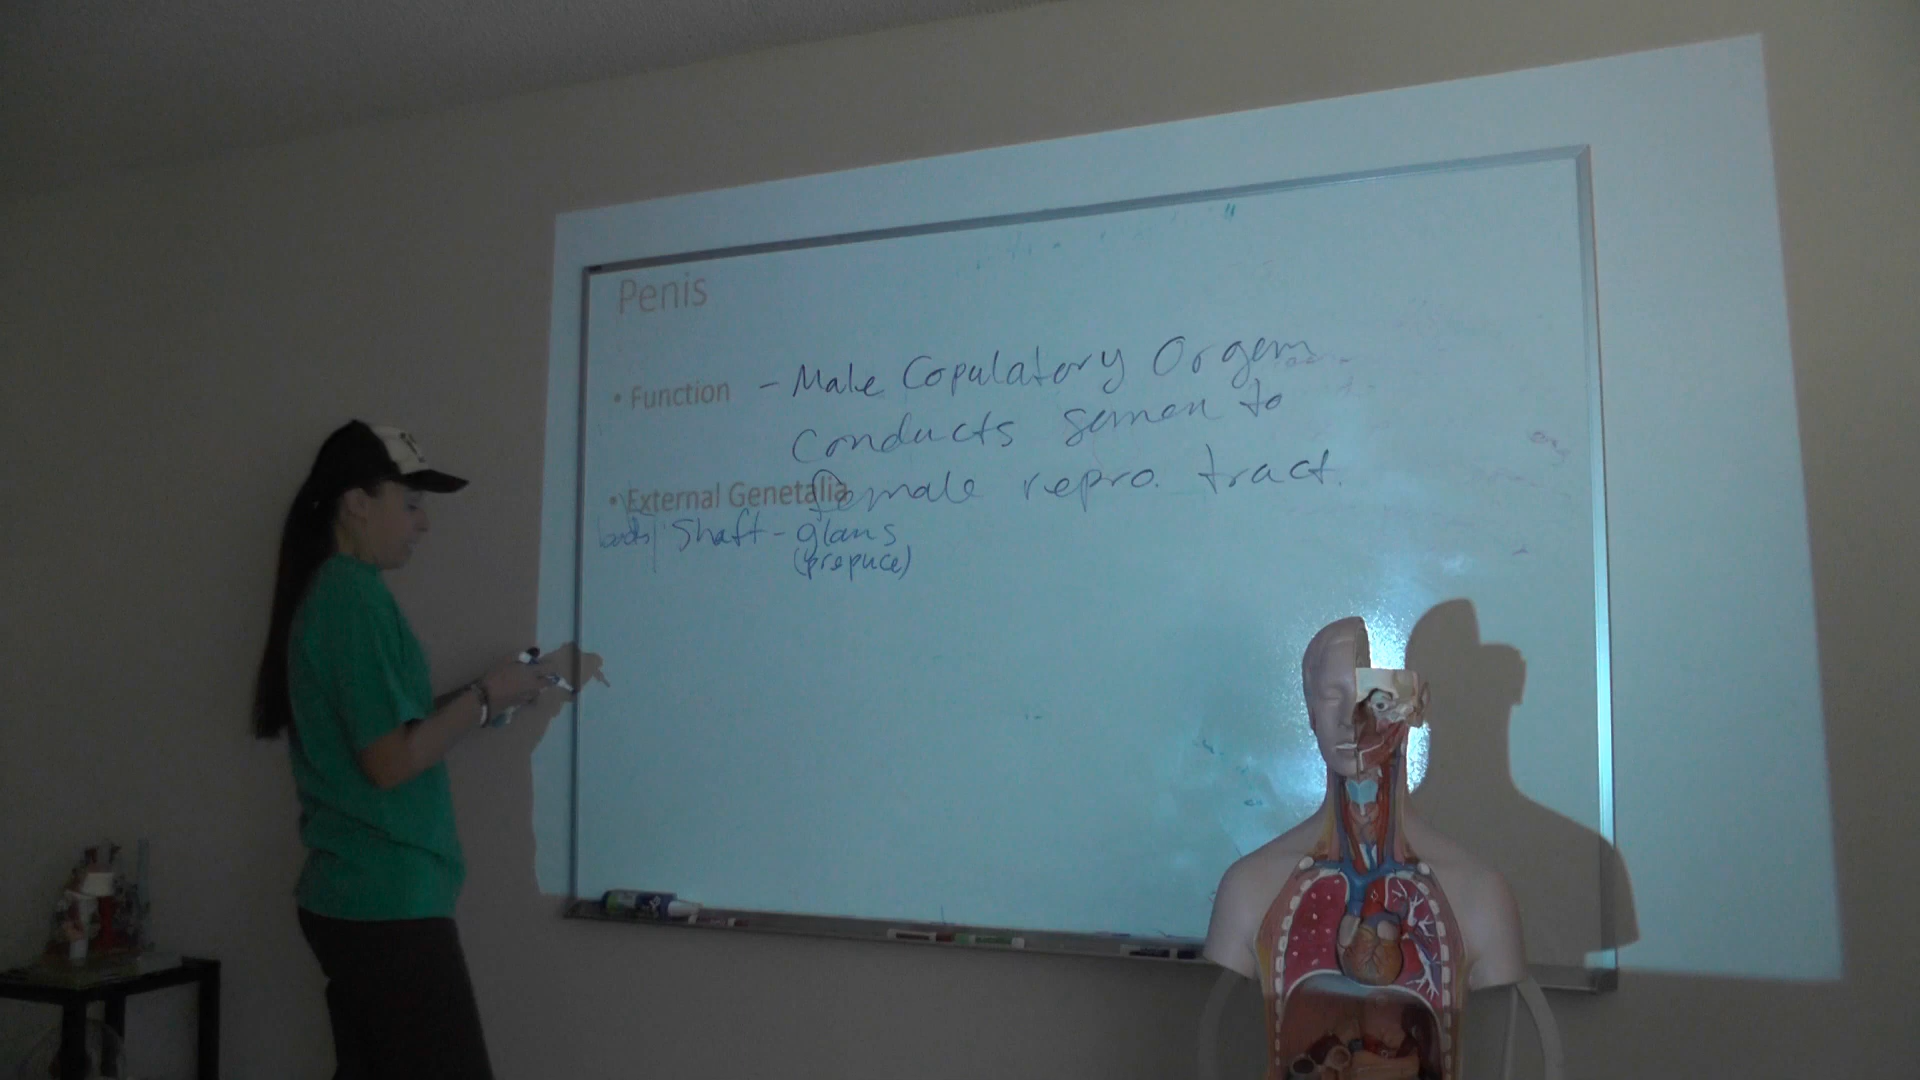 Penis
• Function - Male Copulatory Organ
Conducts semen to
female repro. tract.
• External Genetalia
Shaft - glans
(prepuce)